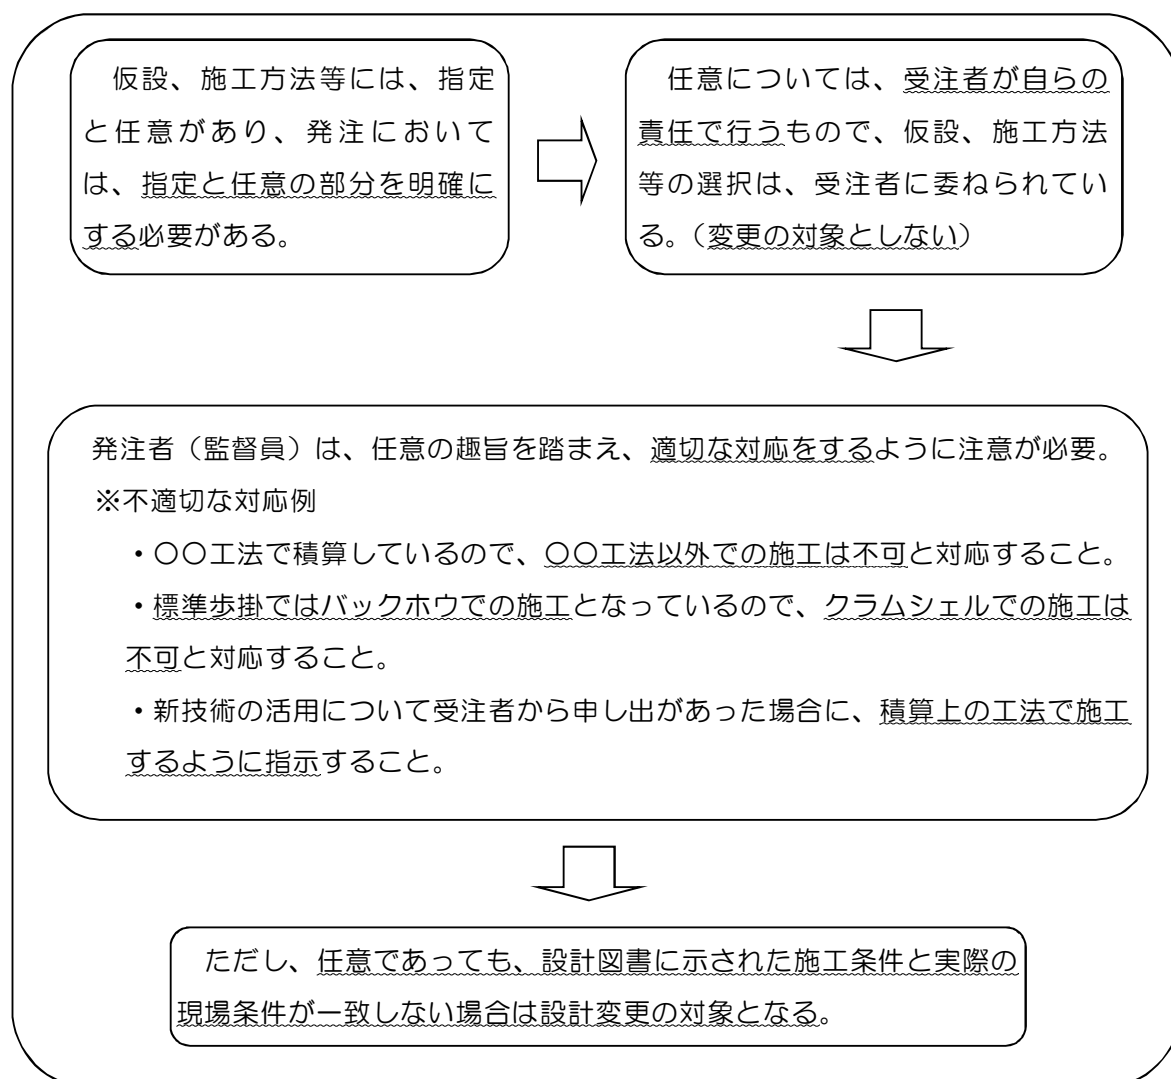 仮設、施工方法等には、指定
と任意があり、発注において
は、指定と任意の部分を明確に
する必要がある。
任意については、受注者が自らの
責任で行うもので、仮設、施工方法
等の選択は、受注者に委ねられてい
る。（変更の対象としない）
発注者（監督員）は、任意の趣旨を踏まえ、適切な対応をするように注意が必要。
※不適切な対応例
・〇〇工法で積算しているので、〇〇工法以外での施工は不可と対応すること。
・標準歩掛ではバックホウでの施工となっているので、クラムシェルでの施工は
不可と対応すること。
・新技術の活用について受注者から申し出があった場合に、積算上の工法で施工
するように指示すること。
ただし、任意であっても、設計図書に示された施工条件と実際の
現場条件が一致しない場合は設計変更の対象となる。